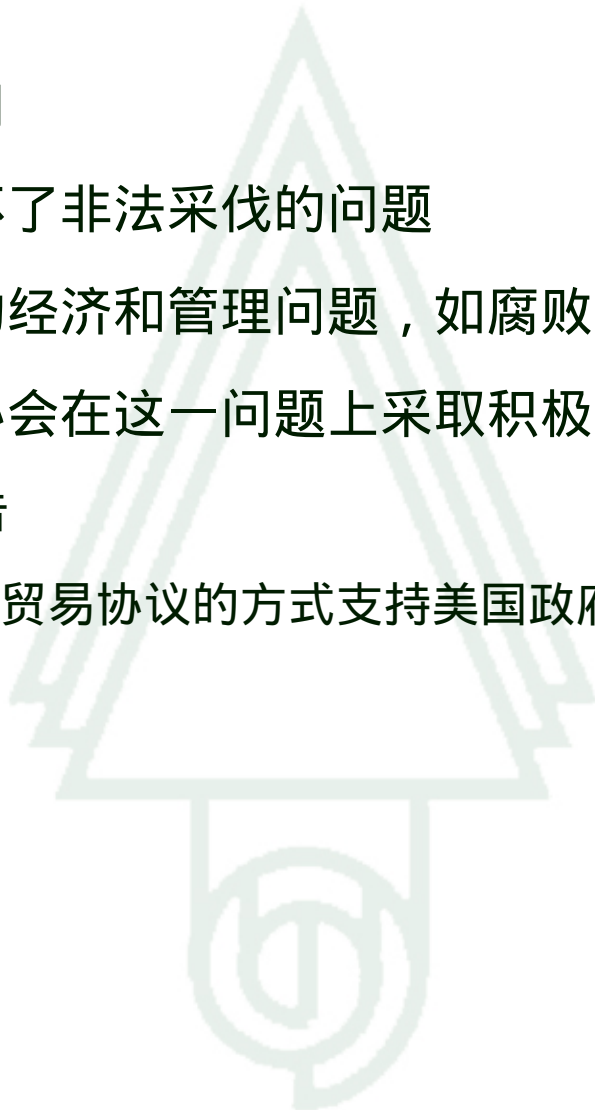 了非法采伐的问题
经济和管理问题，如腐败
会在这一问题上采取积极
贸易协议的方式支持美国政府